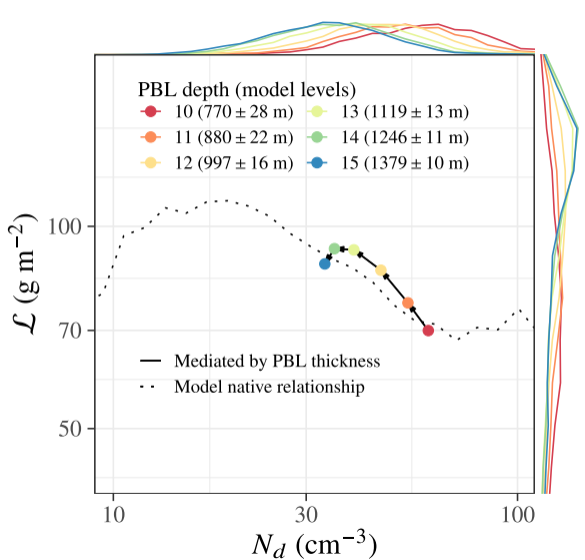 PBL depth (model levels)
10 (770 ± 28 m) 13 (1119 ± 13 m)
11 (880 ± 22 m) 14 (1246 ± 11 m)
12 (997 ± 16 m) 15 (1379 ± 10 m)
100
70
50
ℒ (g m⁻²)
Mediated by PBL thickness
Model native relationship
10 30 100
N_d (cm⁻³)